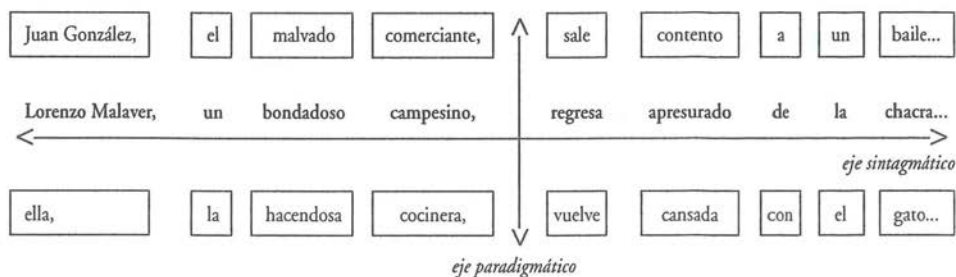 Juan González, el malvado comerciante, sale contento a un baile...
Lorenzo Malaver, un bondadoso campesino, regresa apresurado de la chacra...
eje sintagmático
ella, la hacendosa cocinera, vuelve cansada con el gato...
eje paradigmático